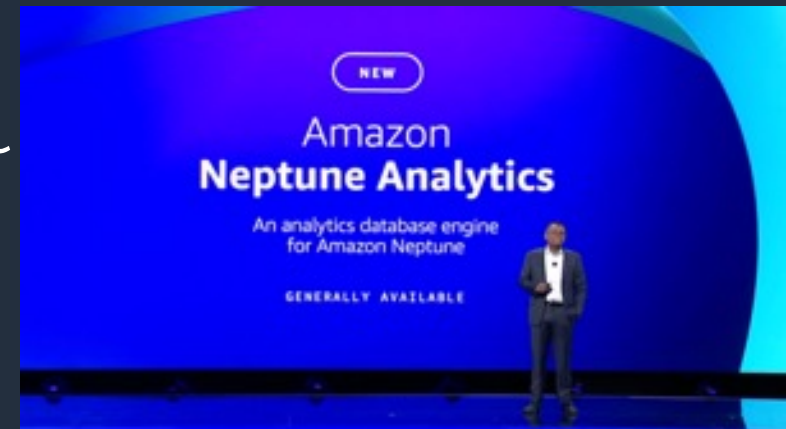 NEW
Amazon
Neptune Analytics
An analytics database engine
for Amazon Neptune
GENERALLY AVAILABLE